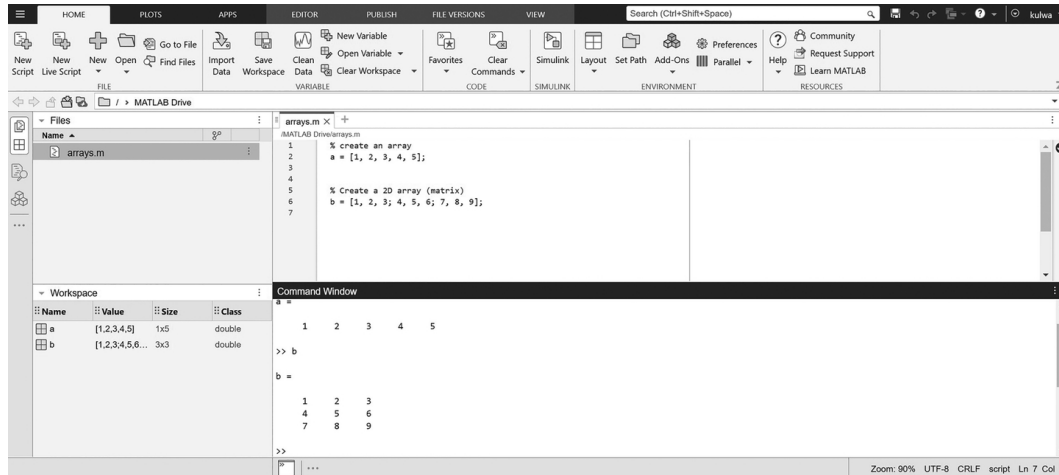 HOME PLOTS APPS EDITOR PUBLISH FILE VERSIONS VIEW Search (Ctrl+Shift+Space) kulwa
New Script New Live Script New Open Go to File Find Files
Import Data Save Workspace Clean Data New Variable Open Variable Clear Workspace
Favorites Clear Commands Simulink Layout Set Path Add-Ons Preferences Parallel
Help Community Request Support Learn MATLAB
FILE VARIABLE CODE SIMULINK ENVIRONMENT RESOURCES
/ › MATLAB Drive
Files
Name
arrays.m
arrays.m × +
/MATLAB Drive/arrays.m
1 % create an array
2 a = [1, 2, 3, 4, 5];
3
4
5 % Create a 2D array (matrix)
6 b = [1, 2, 3; 4, 5, 6; 7, 8, 9];
7
Workspace
Name Value Size Class
a [1,2,3,4,5] 1x5 double
b [1,2,3;4,5,6... 3x3 double
Command Window
a =
1 2 3 4 5
>> b
b =
1 2 3
4 5 6
7 8 9
>>
Zoom: 90% UTF-8 CRLF script Ln 7 Col